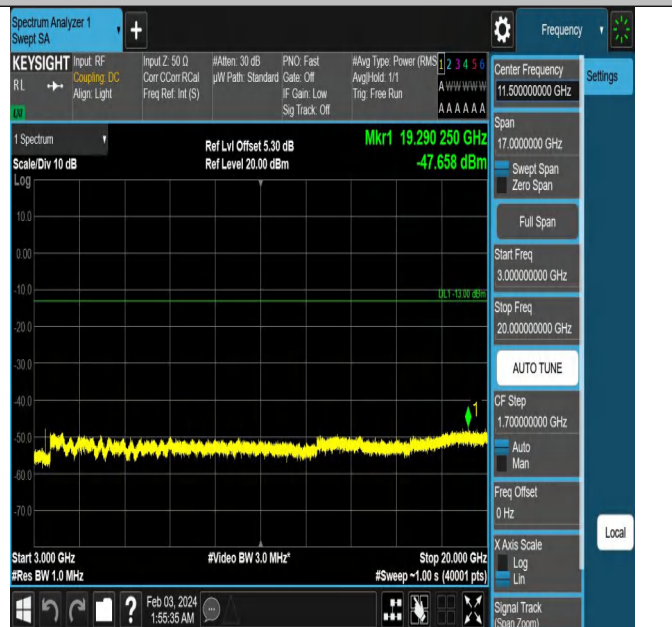 Spectrum Analyzer 1
Swept SA
Frequency
KEYSIGHT
RL
LXI
Input: RF
Coupling: DC
Align: Light
Input Z: 50 Ω
Corr CCorr RCal
Freq Ref: Int (S)
#Atten: 30 dB
µW Path: Standard
PNO: Fast
Gate: Off
IF Gain: Low
Sig Track: Off
#Avg Type: Power (RMS
Avg|Hold: 1/1
Trig: Free Run
1 2 3 4 5 6
A W W W W W
A A A A A A
1 Spectrum
Scale/Div 10 dB
Ref Lvl Offset 5.30 dB
Ref Level 20.00 dBm
Mkr1 19.290 250 GHz
-47.658 dBm
Log
10.0
0.00
-10.0
DL1 -13.00 dBm
-20.0
-30.0
-40.0
1
-50.0
-60.0
-70.0
Start 3.000 GHz
#Res BW 1.0 MHz
#Video BW 3.0 MHz*
Stop 20.000 GHz
#Sweep ~1.00 s (40001 pts)
Feb 03, 2024
1:55:35 AM
Center Frequency
11.500000000 GHz
Settings
Span
17.0000000 GHz
Swept Span
Zero Span
Full Span
Start Freq
3.000000000 GHz
Stop Freq
20.000000000 GHz
AUTO TUNE
CF Step
1.700000000 GHz
Auto
Man
Freq Offset
0 Hz
Local
X Axis Scale
Log
Lin
Signal Track
(Span Zoom)